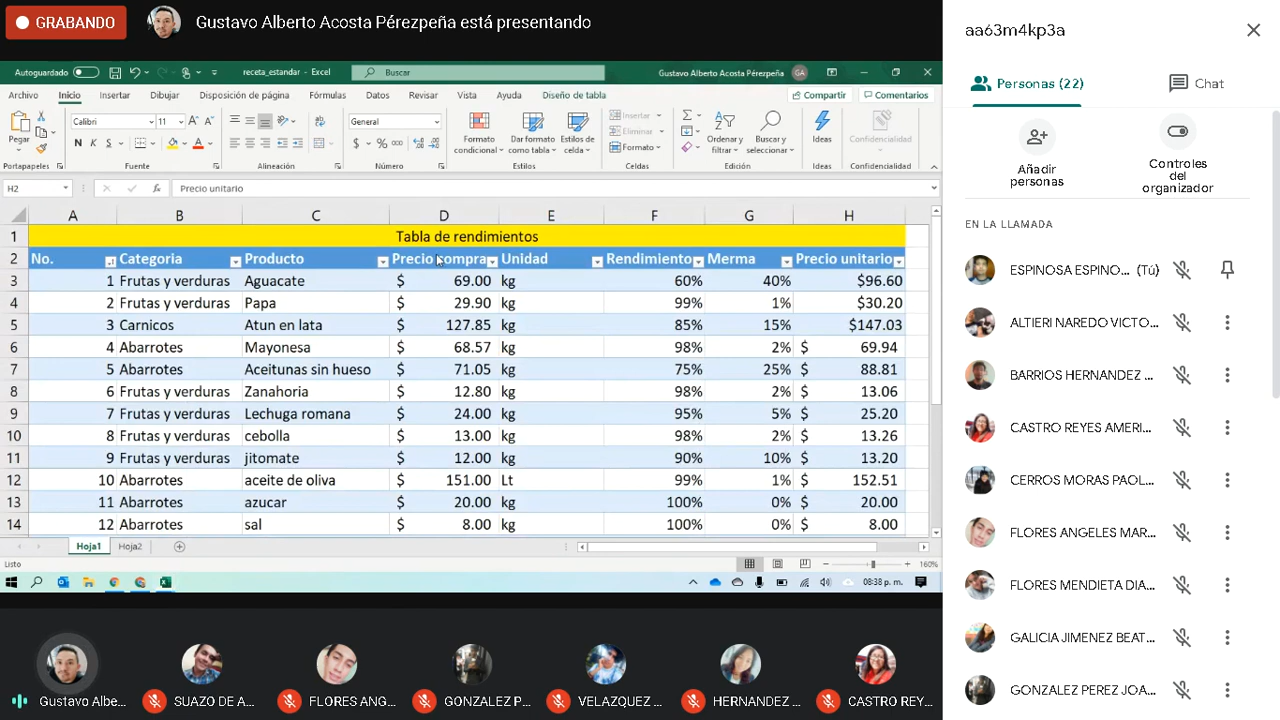 GRABANDO
Gustavo Alberto Acosta Pérezpeña está presentando
Autoguardado
receta_estandar - Excel
Buscar
Gustavo Alberto Acosta Pérezpeña
GA
Archivo Inicio Insertar Dibujar Disposición de página Fórmulas Datos Revisar Vista Ayuda Diseño de tabla
Compartir
Comentarios
Pegar
Calibri 11
N K S
General
$ % 000
Formato condicional
Dar formato como tabla
Estilos de celda
Insertar
Eliminar
Formato
Ordenar y filtrar
Buscar y seleccionar
Ideas
Confidencialidad
Portapapeles Fuente Alineación Número Estilos Celdas Edición Ideas Confidencialidad
H2 fx Precio unitario
A B C D E F G H
1 Tabla de rendimientos
2 No. Categoria Producto Precio compra Unidad Rendimiento Merma Precio unitario
3 1 Frutas y verduras Aguacate $ 69.00 kg 60% 40% $96.60
4 2 Frutas y verduras Papa $ 29.90 kg 99% 1% $30.20
5 3 Carnicos Atun en lata $ 127.85 kg 85% 15% $147.03
6 4 Abarrotes Mayonesa $ 68.57 kg 98% 2% $ 69.94
7 5 Abarrotes Aceitunas sin hueso $ 71.05 kg 75% 25% $ 88.81
8 6 Frutas y verduras Zanahoria $ 12.80 kg 98% 2% $ 13.06
9 7 Frutas y verduras Lechuga romana $ 24.00 kg 95% 5% $ 25.20
10 8 Frutas y verduras cebolla $ 13.00 kg 98% 2% $ 13.26
11 9 Frutas y verduras jitomate $ 12.00 kg 90% 10% $ 13.20
12 10 Abarrotes aceite de oliva $ 151.00 Lt 99% 1% $ 152.51
13 11 Abarrotes azucar $ 20.00 kg 100% 0% $ 20.00
14 12 Abarrotes sal $ 8.00 kg 100% 0% $ 8.00
Hoja1 Hoja2
Listo
160%
08:38 p. m.
Gustavo Albe...
SUAZO DE A...
FLORES ANG...
GONZALEZ P...
VELAZQUEZ ...
HERNANDEZ ...
CASTRO REY...
aa63m4kp3a
Personas (22)
Chat
Añadir personas
Controles del organizador
EN LA LLAMADA
ESPINOSA ESPINO... (Tú)
ALTIERI NAREDO VICTO...
BARRIOS HERNANDEZ ...
CASTRO REYES AMERI...
CERROS MORAS PAOL...
FLORES ANGELES MAR...
FLORES MENDIETA DIA...
GALICIA JIMENEZ BEAT...
GONZALEZ PEREZ JOA...